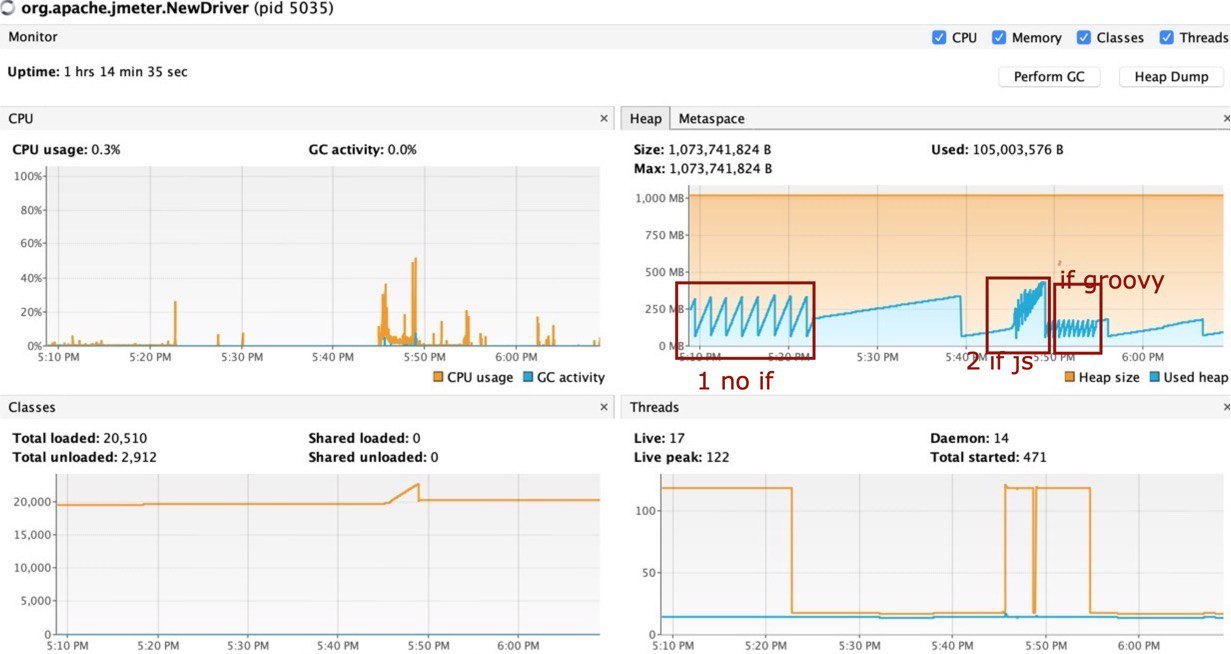 org.apache.jmeter.NewDriver (pid 5035)
Monitor
CPU Memory Classes Threads
Uptime: 1 hrs 14 min 35 sec
Perform GC Heap Dump
CPU ×
CPU usage: 0.3% GC activity: 0.0%
100%
80%
60%
40%
20%
0%
5:10 PM 5:20 PM 5:30 PM 5:40 PM 5:50 PM 6:00 PM
CPU usage GC activity
Heap Metaspace ×
Size: 1,073,741,824 B Used: 105,003,576 B
Max: 1,073,741,824 B
1,000 MB
750 MB
500 MB
250 MB
0 MB
if groovy
5:10 PM 5:20 PM 5:30 PM 5:40 PM 5:50 PM 6:00 PM
1 no if
2 if js
Heap size Used heap
Classes ×
Total loaded: 20,510 Shared loaded: 0
Total unloaded: 2,912 Shared unloaded: 0
20,000
15,000
10,000
5,000
0
5:10 PM 5:20 PM 5:30 PM 5:40 PM 5:50 PM 6:00 PM
Threads ×
Live: 17 Daemon: 14
Live peak: 122 Total started: 471
100
50
0
5:10 PM 5:20 PM 5:30 PM 5:40 PM 5:50 PM 6:00 PM